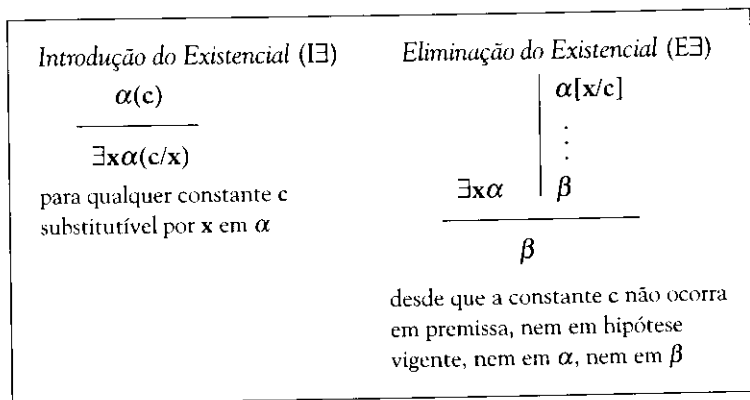 Introdução do Existencial (I∃)
α(c)
∃xα(c/x)
para qualquer constante c
substitutível por x em α
Eliminação do Existencial (E∃)
α[x/c]
.
.
.
∃xα β
β
desde que a constante c não ocorra
em premissa, nem em hipótese
vigente, nem em α, nem em β